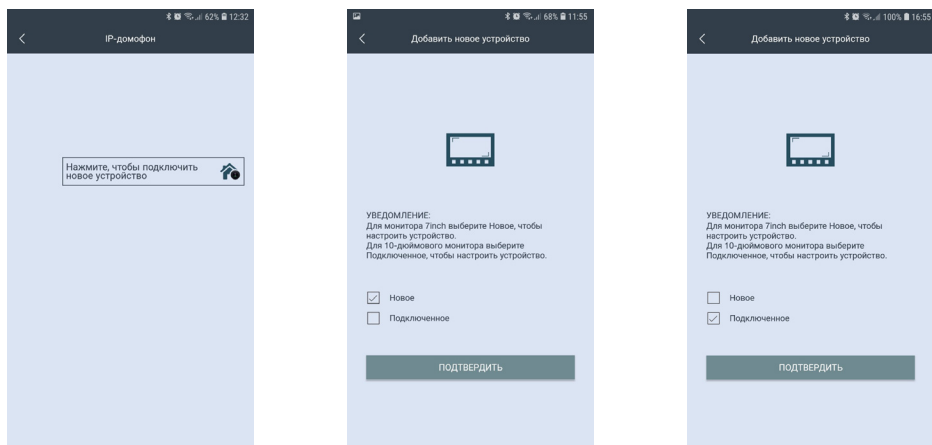 62% 12:32
IP-домофон
Нажмите, чтобы подключить
новое устройство
68% 11:55
Добавить новое устройство
УВЕДОМЛЕНИЕ:
Для монитора 7inch выберите Новое, чтобы
настроить устройство.
Для 10-дюймового монитора выберите
Подключенное, чтобы настроить устройство.
Новое
Подключенное
ПОДТВЕРДИТЬ
100% 16:55
Добавить новое устройство
УВЕДОМЛЕНИЕ:
Для монитора 7inch выберите Новое, чтобы
настроить устройство.
Для 10-дюймового монитора выберите
Подключенное, чтобы настроить устройство.
Новое
Подключенное
ПОДТВЕРДИТЬ